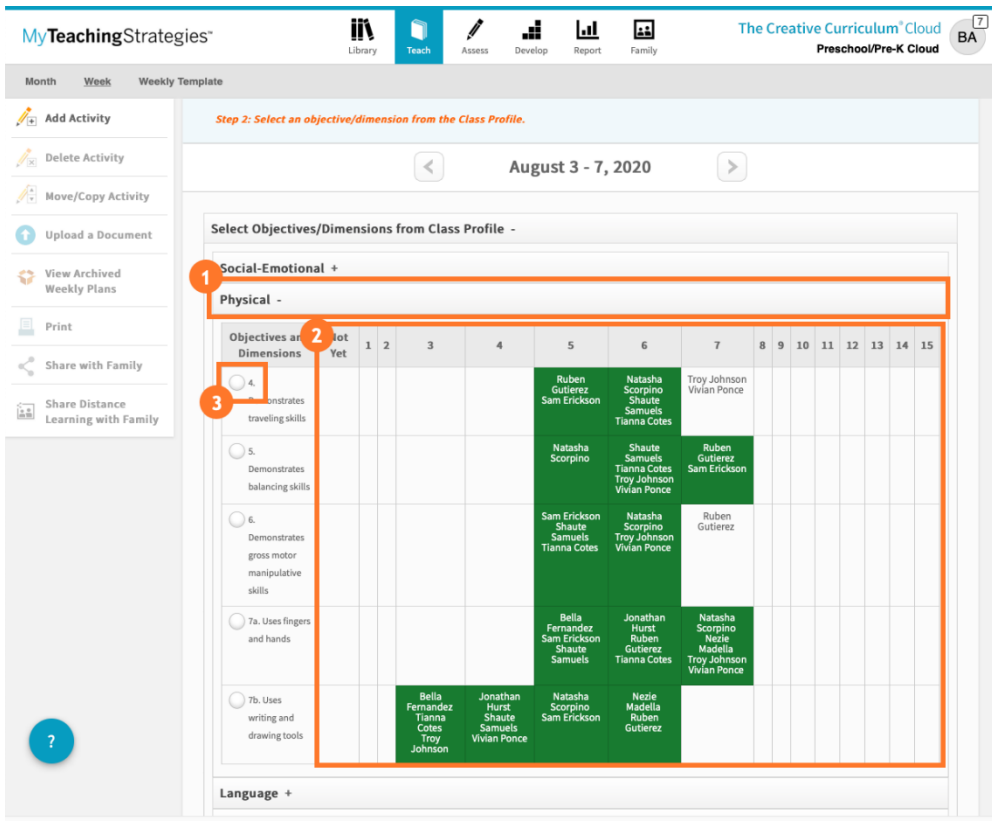 MyTeachingStrategies™
Library
Teach
Assess
Develop
Report
Family
The Creative Curriculum® Cloud
Preschool/Pre-K Cloud
BA
7
Month Week Weekly Template
Add Activity
Delete Activity
Move/Copy Activity
Upload a Document
View Archived
Weekly Plans
Print
Share with Family
Share Distance
Learning with Family
?
Step 2: Select an objective/dimension from the Class Profile.
< August 3 - 7, 2020 >
Select Objectives/Dimensions from Class Profile -
Social-Emotional +
1
Physical -
2
3
Objectives an
Dimensions
Not
Yet
1 2 3 4 5 6 7 8 9 10 11 12 13 14 15
4.
Demonstrates
traveling skills
Ruben
Gutierez
Sam Erickson
Natasha
Scorpino
Shaute
Samuels
Tianna Cotes
Troy Johnson
Vivian Ponce
5.
Demonstrates
balancing skills
Natasha
Scorpino
Shaute
Samuels
Tianna Cotes
Troy Johnson
Vivian Ponce
Ruben
Gutierez
Sam Erickson
6.
Demonstrates
gross motor
manipulative
skills
Sam Erickson
Shaute
Samuels
Tianna Cotes
Natasha
Scorpino
Troy Johnson
Vivian Ponce
Ruben
Gutierez
7a. Uses fingers
and hands
Bella
Fernandez
Sam Erickson
Shaute
Samuels
Jonathan
Hurst
Ruben
Gutierez
Tianna Cotes
Natasha
Scorpino
Nezie
Madella
Troy Johnson
Vivian Ponce
7b. Uses
writing and
drawing tools
Bella
Fernandez
Tianna
Cotes
Troy
Johnson
Jonathan
Hurst
Shaute
Samuels
Vivian Ponce
Natasha
Scorpino
Sam Erickson
Nezie
Madella
Ruben
Gutierez
Language +